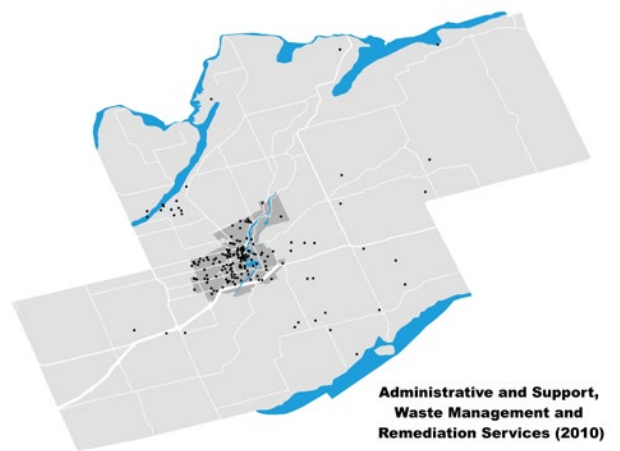 Administrative and Support,
Waste Management and
Remediation Services (2010)